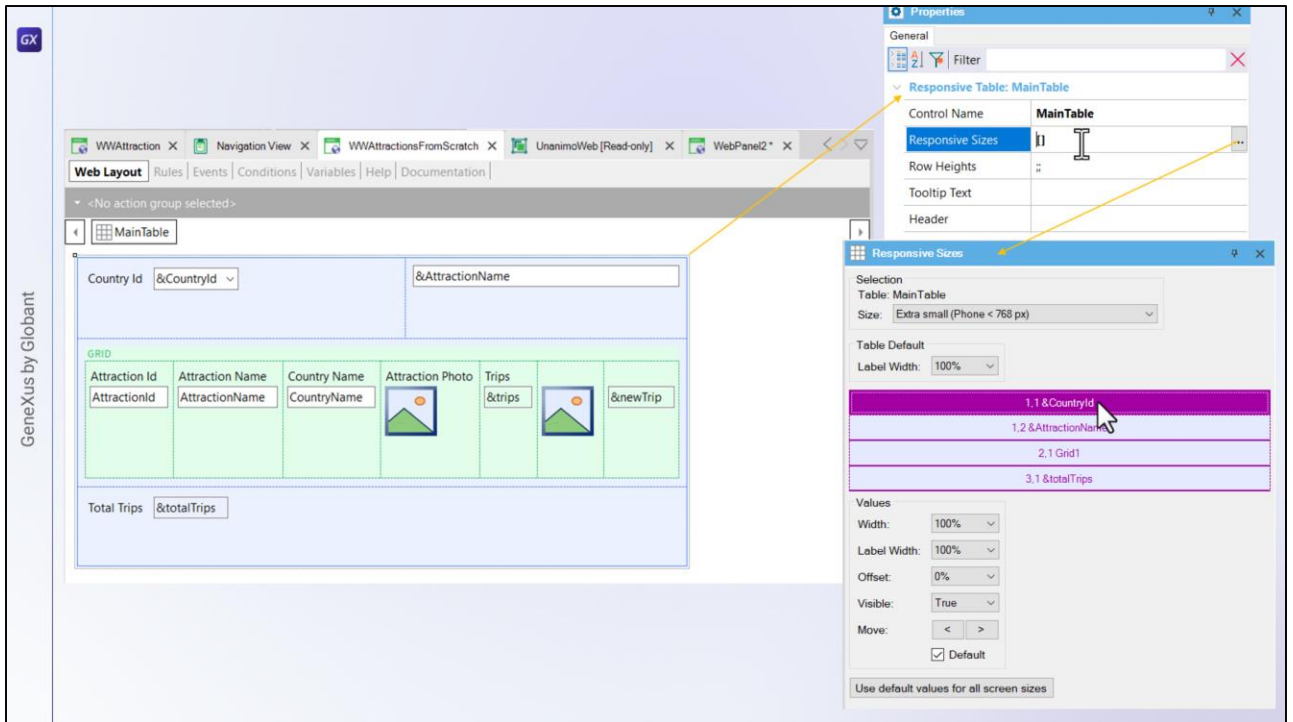 GX
GeneXus by Globant
WWAttraction X Navigation View X WWAttractionsFromScratch X UnanimoWeb [Read-only] X WebPanel2 * X
Web Layout Rules Events Conditions Variables Help Documentation
<No action group selected>
MainTable
Country Id &CountryId &AttractionName
GRID
Attraction Id Attraction Name Country Name Attraction Photo Trips
AttractionId AttractionName CountryName &trips &newTrip
Total Trips &totalTrips
Properties
General
Filter
Responsive Table: MainTable
Control Name MainTable
Responsive Sizes [] ...
Row Heights ;;
Tooltip Text
Header
Responsive Sizes
Selection
Table: MainTable
Size: Extra small (Phone < 768 px)
Table Default
Label Width: 100%
1,1 &CountryId
1,2 &AttractionName
2,1 Grid1
3,1 &totalTrips
Values
Width: 100%
Label Width: 100%
Offset: 0%
Visible: True
Move: < >
Default
Use default values for all screen sizes